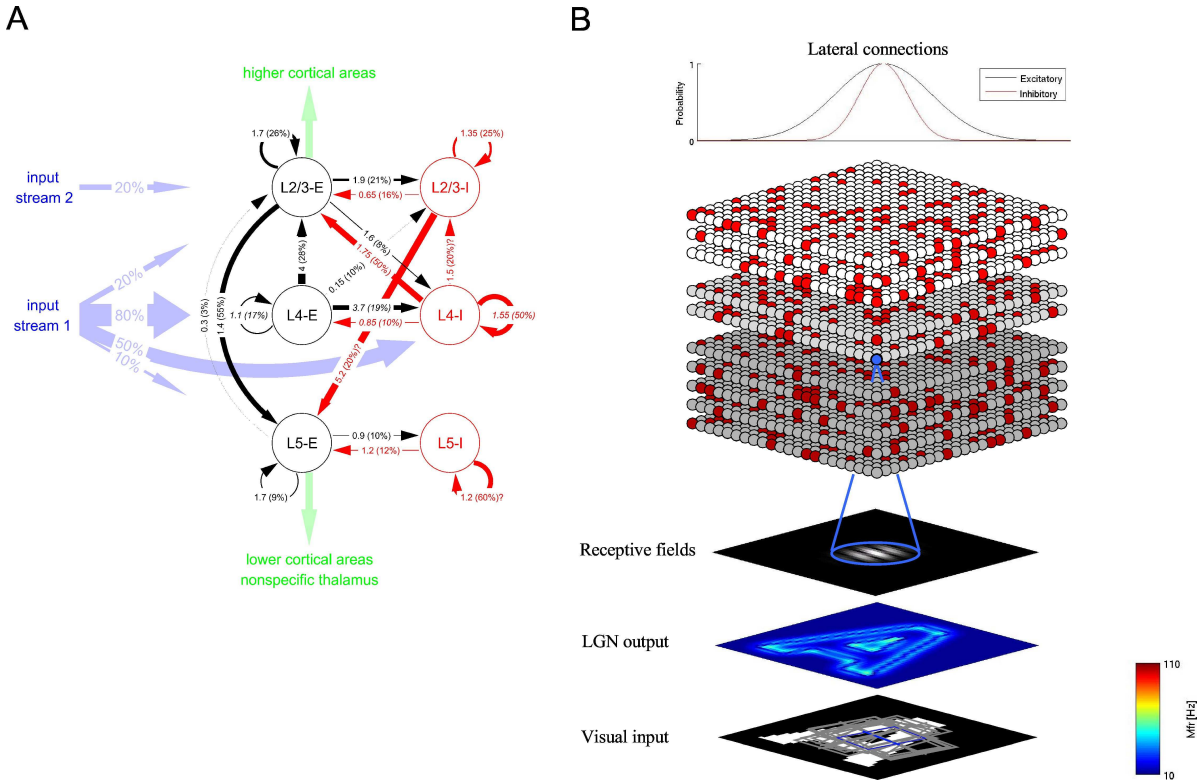 A
higher cortical areas
1.7 (26%)
1.35 (25%)
input
stream 2
20%
L2/3-E
1.9 (21%)
0.65 (16%)
L2/3-I
1.6 (8%)
1.75 (50%)
4 (28%)
0.15 (10%)
1.5 (20%)?
20%
input
stream 1
80%
50%
10%
0.3 (3%)
1.4 (55%)
1.1 (17%)
L4-E
3.7 (19%)
0.85 (10%)
L4-I
1.55 (50%)
5.2 (20%)?
L5-E
0.9 (10%)
1.2 (12%)
L5-I
1.7 (9%)
1.2 (60%)?
lower cortical areas
nonspecific thalamus
B
Lateral connections
Probability
1
0
Excitatory
Inhibitory
Receptive fields
LGN output
Visual input
110
Mfr [Hz]
10